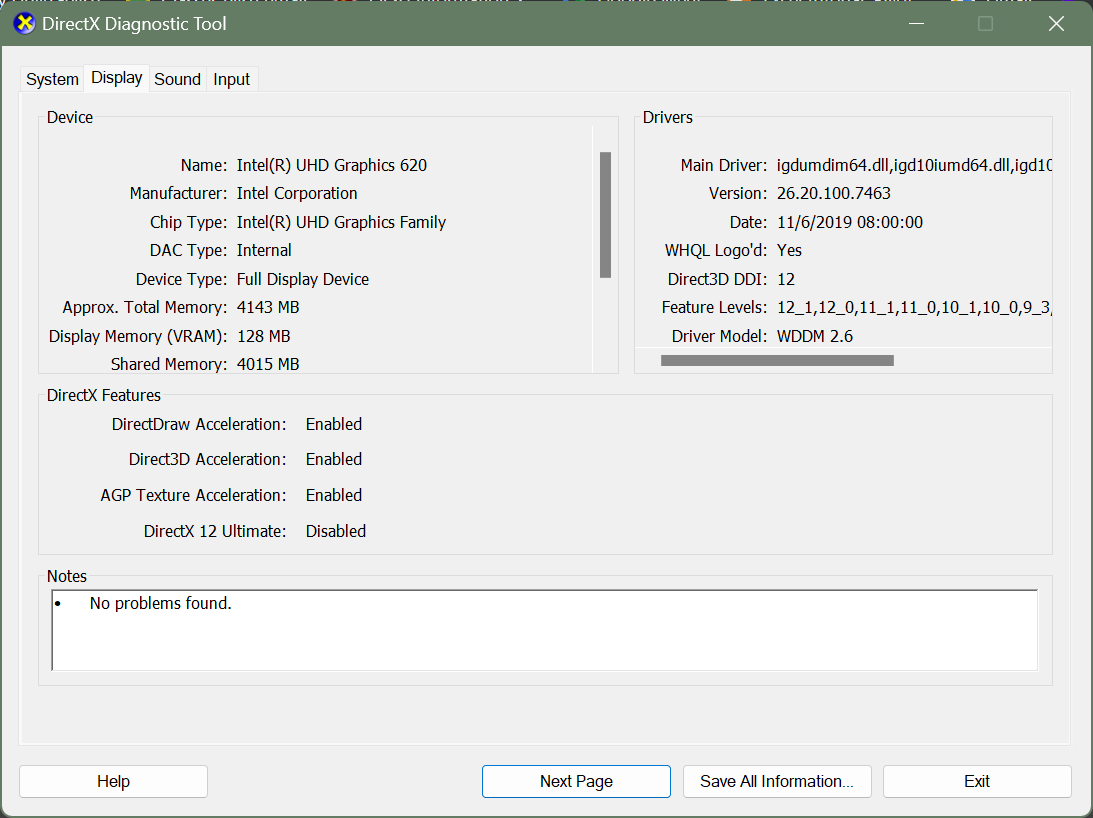 DirectX Diagnostic Tool
System Display Sound Input
Device
Name: Intel(R) UHD Graphics 620
Manufacturer: Intel Corporation
Chip Type: Intel(R) UHD Graphics Family
DAC Type: Internal
Device Type: Full Display Device
Approx. Total Memory: 4143 MB
Display Memory (VRAM): 128 MB
Shared Memory: 4015 MB
Drivers
Main Driver: igdumdim64.dll,igd10iumd64.dll,igd10
Version: 26.20.100.7463
Date: 11/6/2019 08:00:00
WHQL Logo'd: Yes
Direct3D DDI: 12
Feature Levels: 12_1,12_0,11_1,11_0,10_1,10_0,9_3,
Driver Model: WDDM 2.6
DirectX Features
DirectDraw Acceleration: Enabled
Direct3D Acceleration: Enabled
AGP Texture Acceleration: Enabled
DirectX 12 Ultimate: Disabled
Notes
• No problems found.
Help Next Page Save All Information... Exit